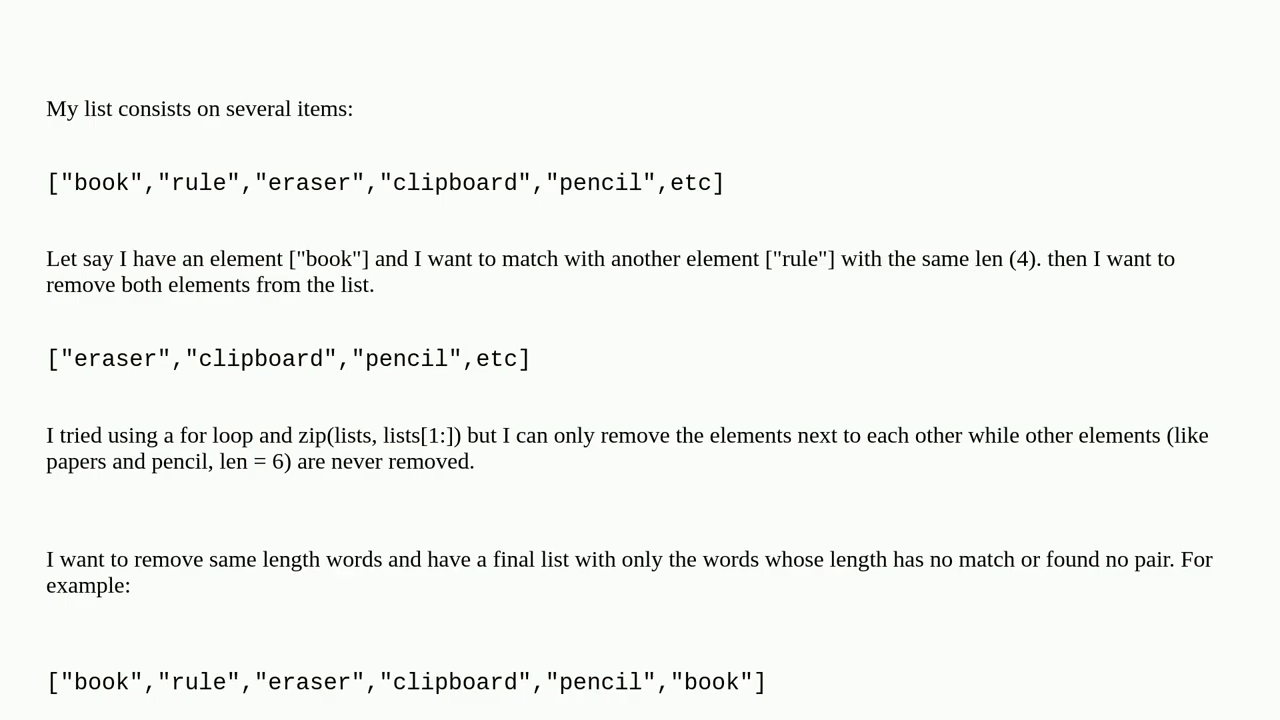 My list consists on several items:
["book","rule","eraser","clipboard","pencil",etc]
Let say I have an element ["book"] and I want to match with another element ["rule"] with the same len (4). then I want to
remove both elements from the list.
["eraser","clipboard","pencil",etc]
I tried using a for loop and zip(lists, lists[1:]) but I can only remove the elements next to each other while other elements (like
papers and pencil, len = 6) are never removed.
I want to remove same length words and have a final list with only the words whose length has no match or found no pair. For
example:
["book","rule","eraser","clipboard","pencil","book"]